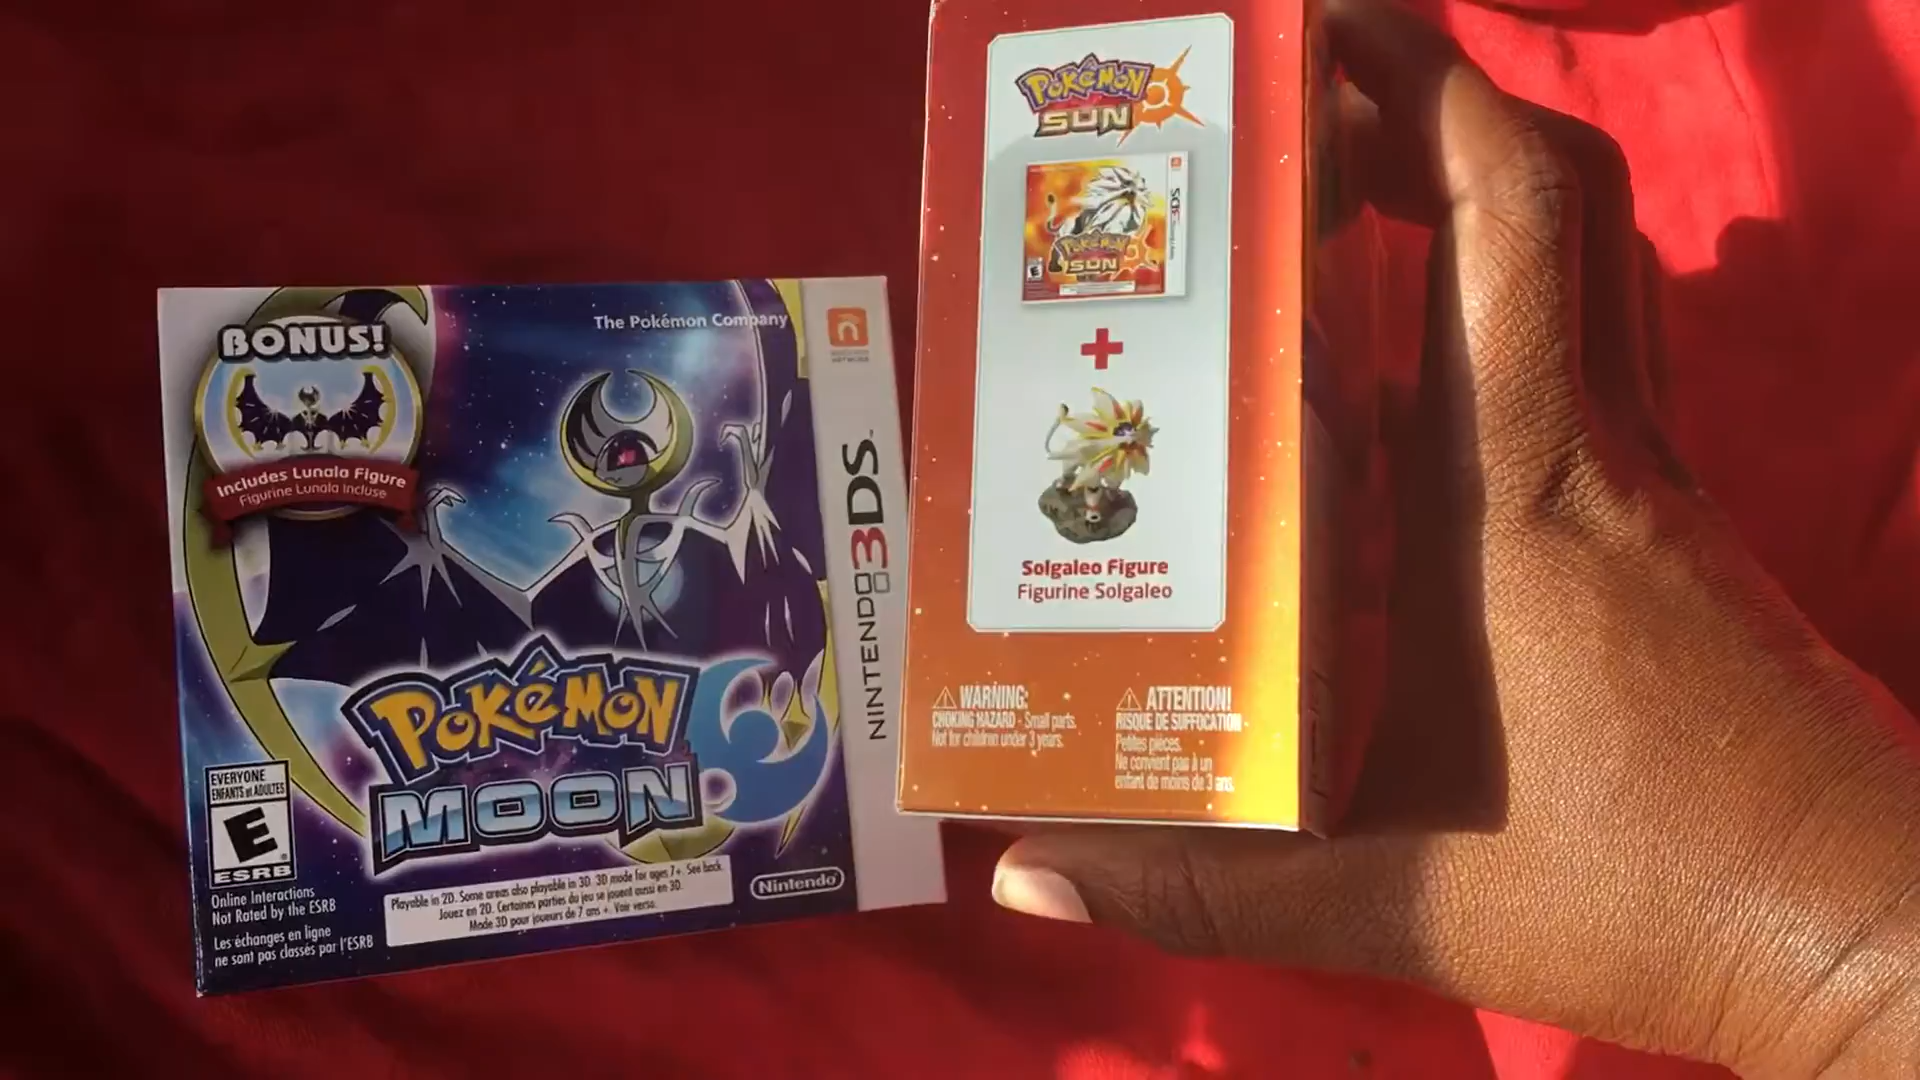 BONUS!
Includes Lunala Figure
Figurine Lunala Incluse
The Pokémon Company
NINTENDO 3DS
POKéMON
MOON
EVERYONE
ENFANTS et ADULTES
E
ESRB
Online Interactions
Not Rated by the ESRB
Les échanges en ligne
ne sont pas classés par l'ESRB
Playable in 2D. Some areas also playable in 3D. 3D mode for ages 7+. See back.
Jouez en 2D. Certaines parties du jeu se jouent aussi en 3D.
Mode 3D pour joueurs de 7 ans +. Voir verso.
Nintendo
POKéMON
SUN
POKéMON
SUN
E
3DS
+
Solgaleo Figure
Figurine Solgaleo
WARNING:
CHOKING HAZARD - Small parts.
Not for children under 3 years.
ATTENTION!
RISQUE DE SUFFOCATION -
Petites pièces.
Ne convient pas à un
enfant de moins de 3 ans.